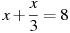 x + x/3 = 8